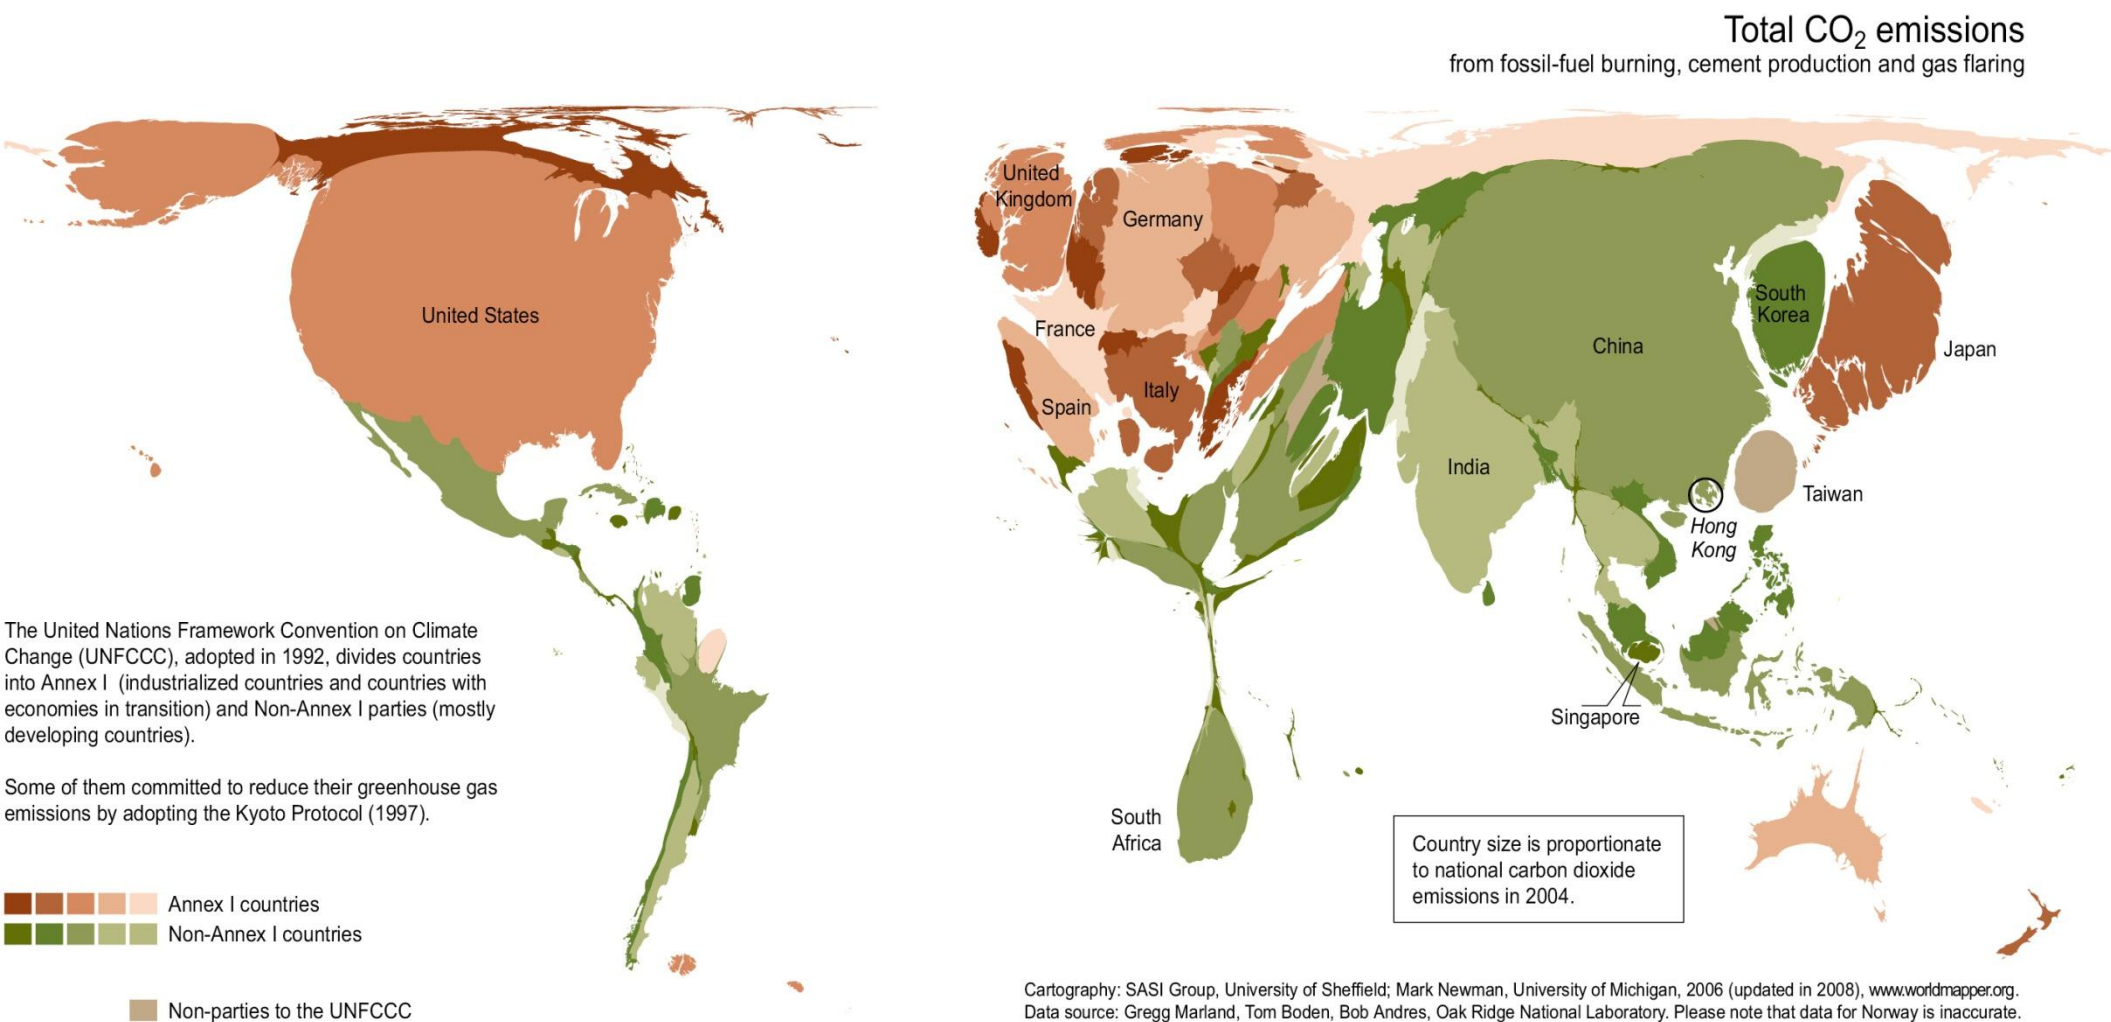 Total CO₂ emissions
from fossil-fuel burning, cement production and gas flaring
United
Kingdom
Germany
France
Italy
Spain
United States
South
Korea
China
Japan
India
Taiwan
Hong
Kong
Singapore
South
Africa
The United Nations Framework Convention on Climate
Change (UNFCCC), adopted in 1992, divides countries
into Annex I (industrialized countries and countries with
economies in transition) and Non-Annex I parties (mostly
developing countries).
Some of them committed to reduce their greenhouse gas
emissions by adopting the Kyoto Protocol (1997).
Annex I countries
Non-Annex I countries
Non-parties to the UNFCCC
Country size is proportionate
to national carbon dioxide
emissions in 2004.
Cartography: SASI Group, University of Sheffield; Mark Newman, University of Michigan, 2006 (updated in 2008), www.worldmapper.org.
Data source: Gregg Marland, Tom Boden, Bob Andres, Oak Ridge National Laboratory. Please note that data for Norway is inaccurate.